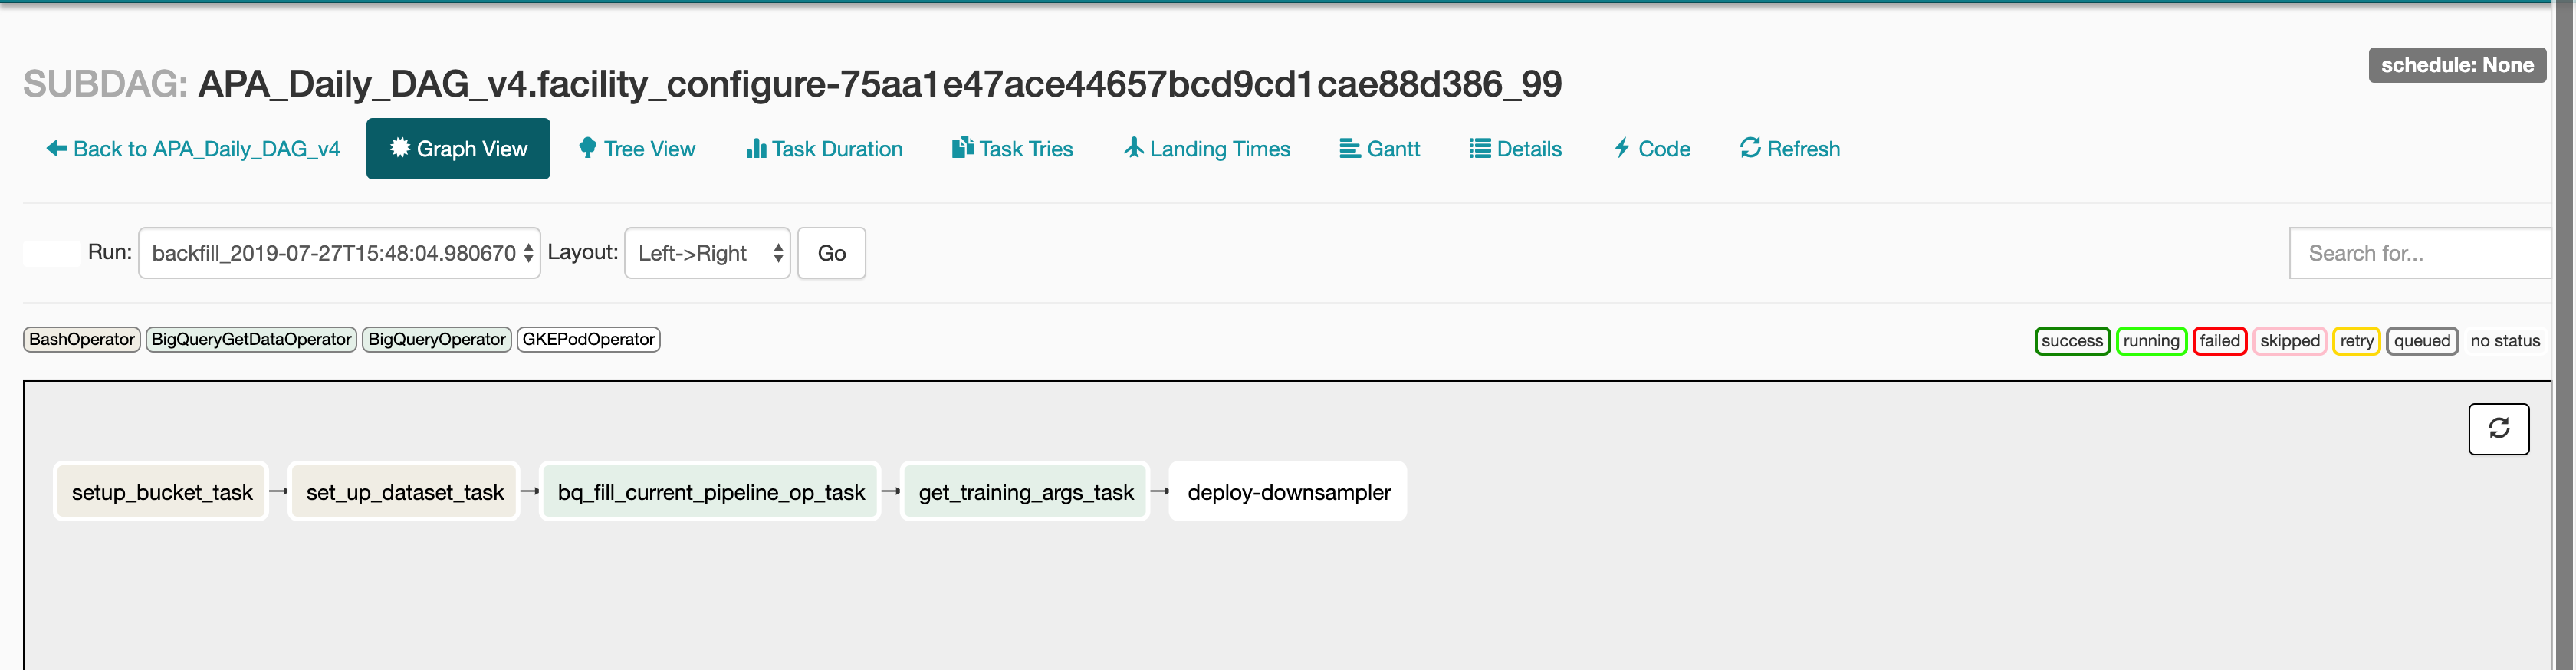 SUBDAG: APA_Daily_DAG_v4.facility_configure-75aa1e47ace44657bcd9cd1cae88d386_99
schedule: None
Back to APA_Daily_DAG_v4 Graph View Tree View Task Duration Task Tries Landing Times Gantt Details Code Refresh
Run: backfill_2019-07-27T15:48:04.980670 Layout: Left->Right Go Search for...
BashOperator BigQueryGetDataOperator BigQueryOperator GKEPodOperator success running failed skipped retry queued no status
setup_bucket_task set_up_dataset_task bq_fill_current_pipeline_op_task get_training_args_task deploy-downsampler